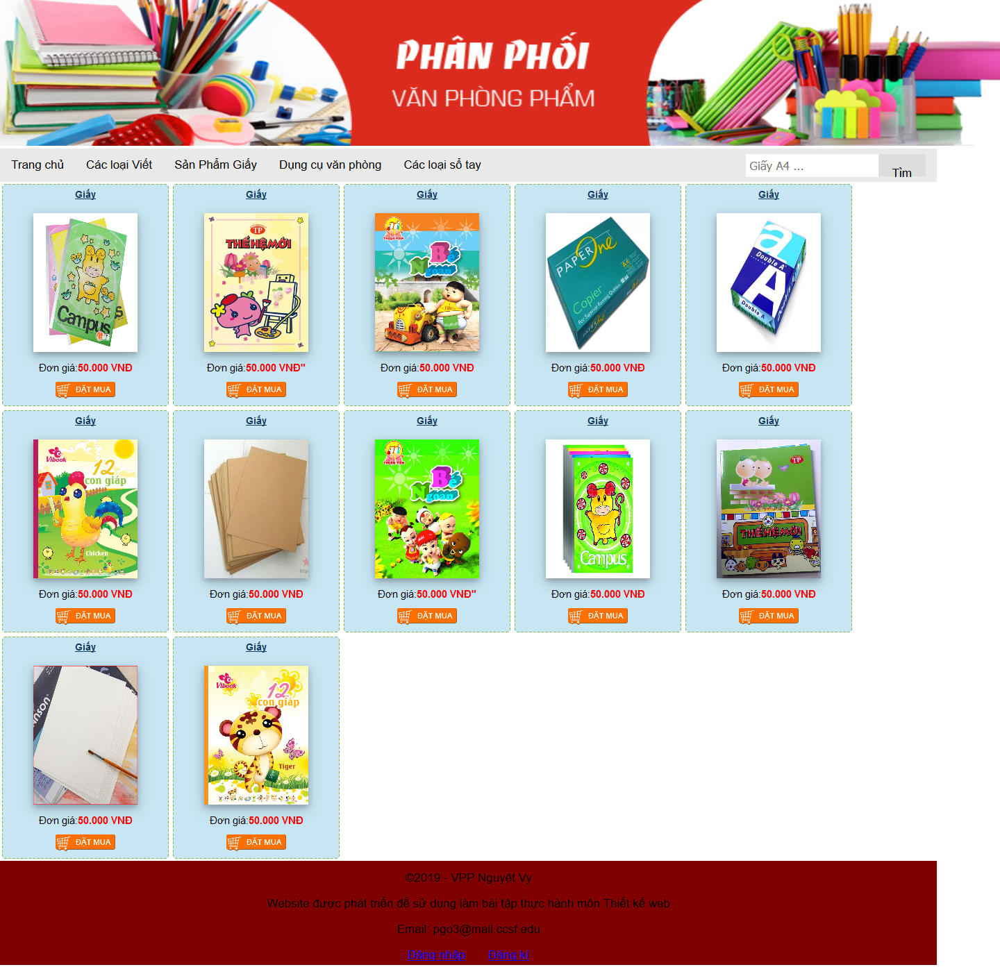 PHÂN PHỐI
VĂN PHÒNG PHẨM
Trang chủ Các loại Viết Sản Phẩm Giấy Dụng cụ văn phòng Các loại sổ tay Giấy A4 ... Tìm
Giấy Giấy Giấy Giấy Giấy
Campus
TP
THẾ HỆ MỚI
THUẬN TIẾN
Bé
Ngoan
PAPER One
Copier
A4
PAPER One
Double A
A
Double A
Đơn giá:50.000 VNĐ Đơn giá:50.000 VNĐ" Đơn giá:50.000 VNĐ Đơn giá:50.000 VNĐ Đơn giá:50.000 VNĐ
ĐẶT MUA ĐẶT MUA ĐẶT MUA ĐẶT MUA ĐẶT MUA
Giấy Giấy Giấy Giấy Giấy
Vibook
12
con giáp
Chicken
THUẬN TIẾN
Bé
Ngoan
Campus
TP
THẾ HỆ MỚI
Đơn giá:50.000 VNĐ Đơn giá:50.000 VNĐ Đơn giá:50.000 VNĐ" Đơn giá:50.000 VNĐ Đơn giá:50.000 VNĐ
ĐẶT MUA ĐẶT MUA ĐẶT MUA ĐẶT MUA ĐẶT MUA
Giấy Giấy
nson
Vibook
12
con giáp
Tiger
Đơn giá:50.000 VNĐ Đơn giá:50.000 VNĐ
ĐẶT MUA ĐẶT MUA
©2019 - VPP Nguyệt Vy
Website được phát triển để sử dụng làm bài tập thực hành môn Thiết kế web
Email: pgo3@mail.ccsf.edu
Đăng nhập Đăng kí